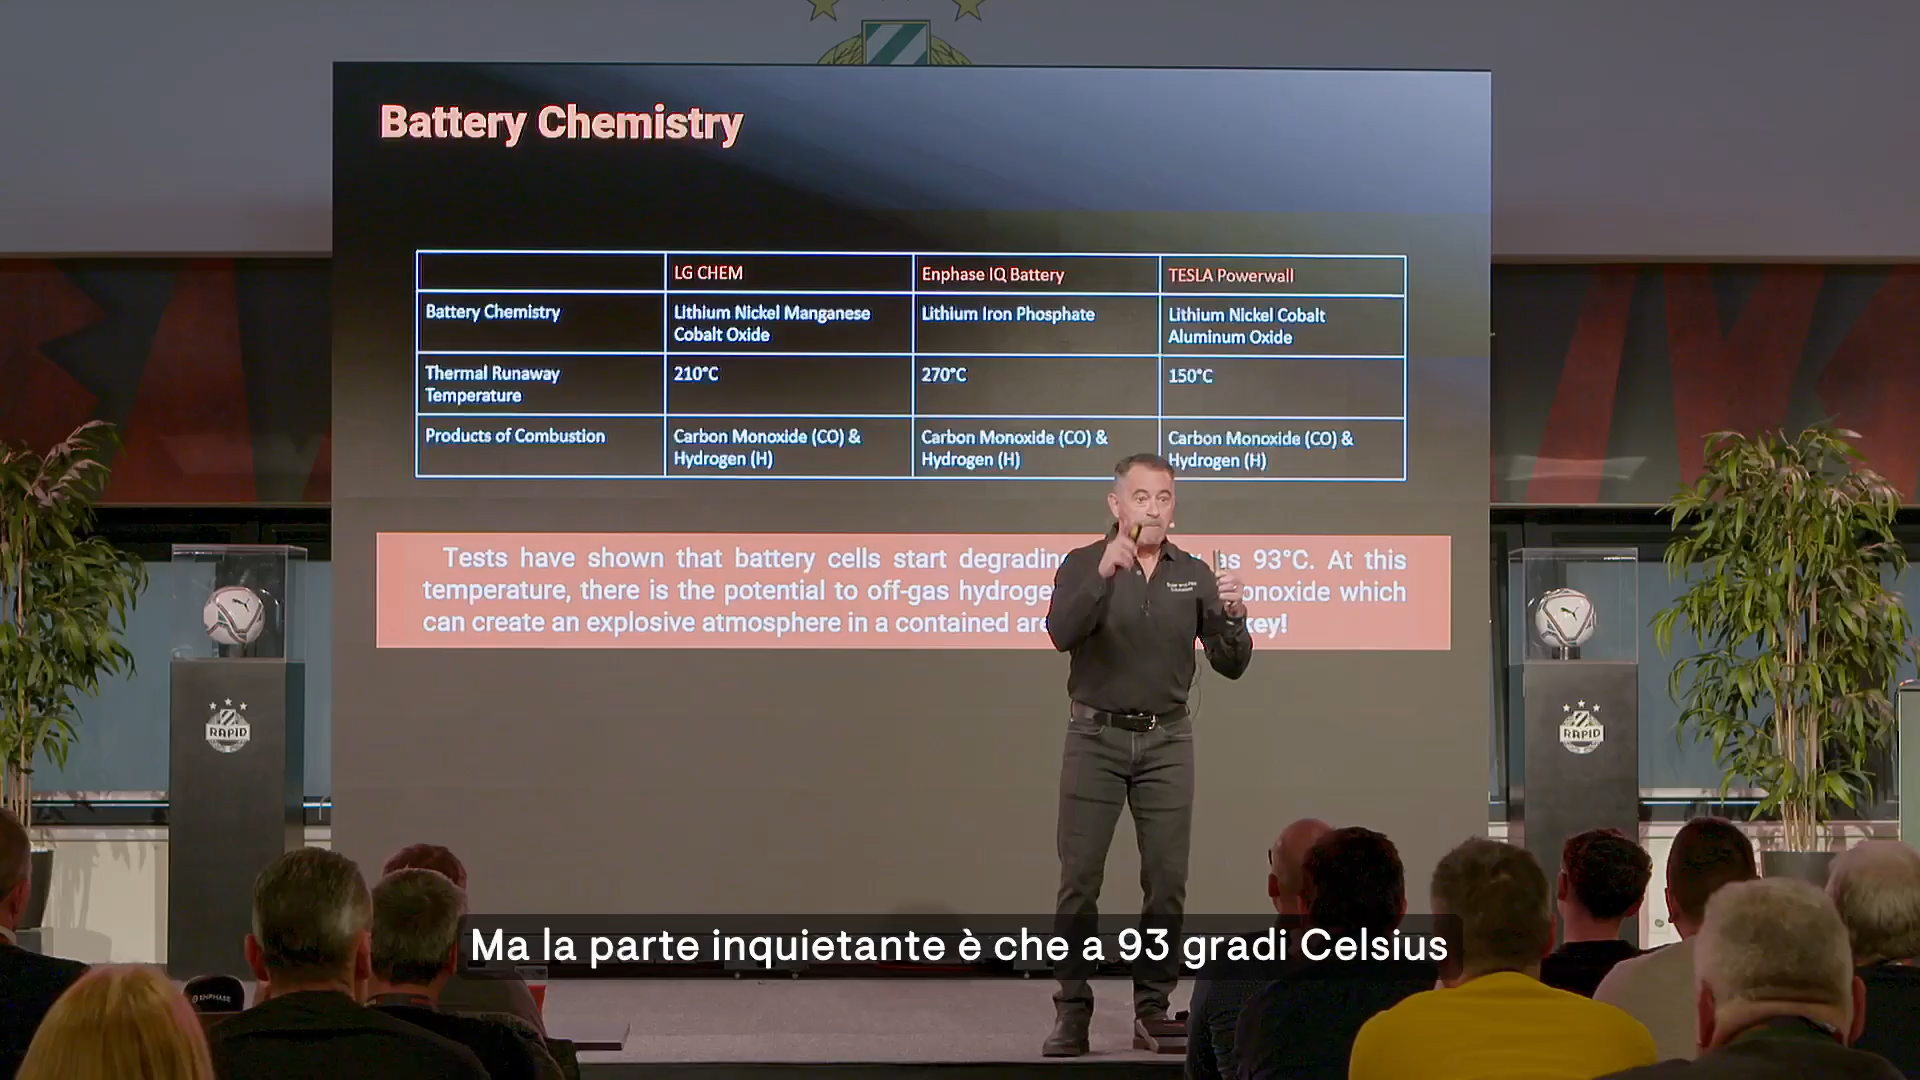 Battery Chemistry
LG CHEM
Enphase IQ Battery
TESLA Powerwall
Battery Chemistry
Lithium Nickel Manganese
Cobalt Oxide
Lithium Iron Phosphate
Lithium Nickel Cobalt
Aluminum Oxide
Thermal Runaway
Temperature
210°C
270°C
150°C
Products of Combustion
Carbon Monoxide (CO) &
Hydrogen (H)
Carbon Monoxide (CO) &
Hydrogen (H)
Carbon Monoxide (CO) &
Hydrogen (H)
Tests have shown that battery cells start degrading as 93°C. At this
temperature, there is the potential to off-gas which
can create an explosive atmosphere in a contained key!
RAPID
RAPID
Ma la parte inquietante è che a 93 gradi Celsius
ENPHASE